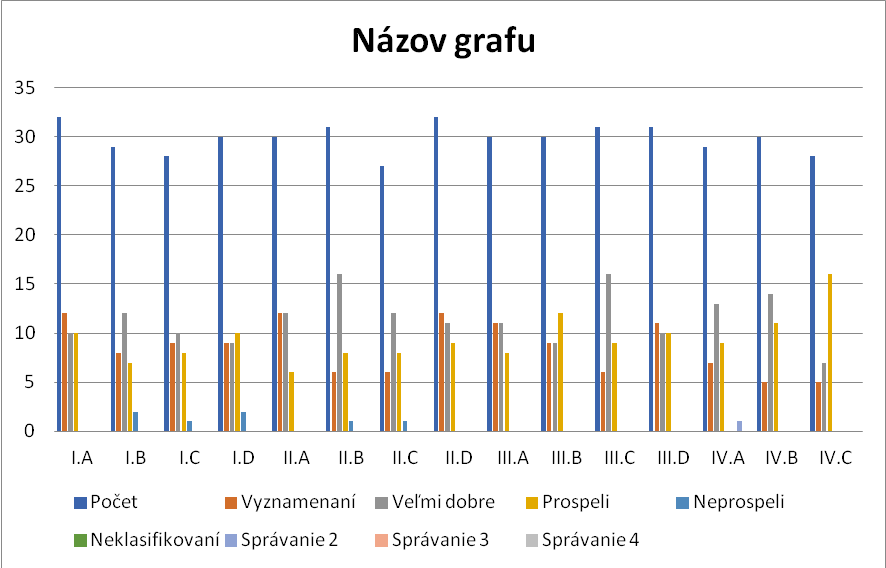 Názov grafu
35
30
25
20
15
10
5
0
I.A I.B I.C I.D II.A II.B II.C II.D III.A III.B III.C III.D IV.A IV.B IV.C
Počet Vyznamenaní Veľmi dobre Prospeli Neprospeli
Neklasifikovaní Správanie 2 Správanie 3 Správanie 4